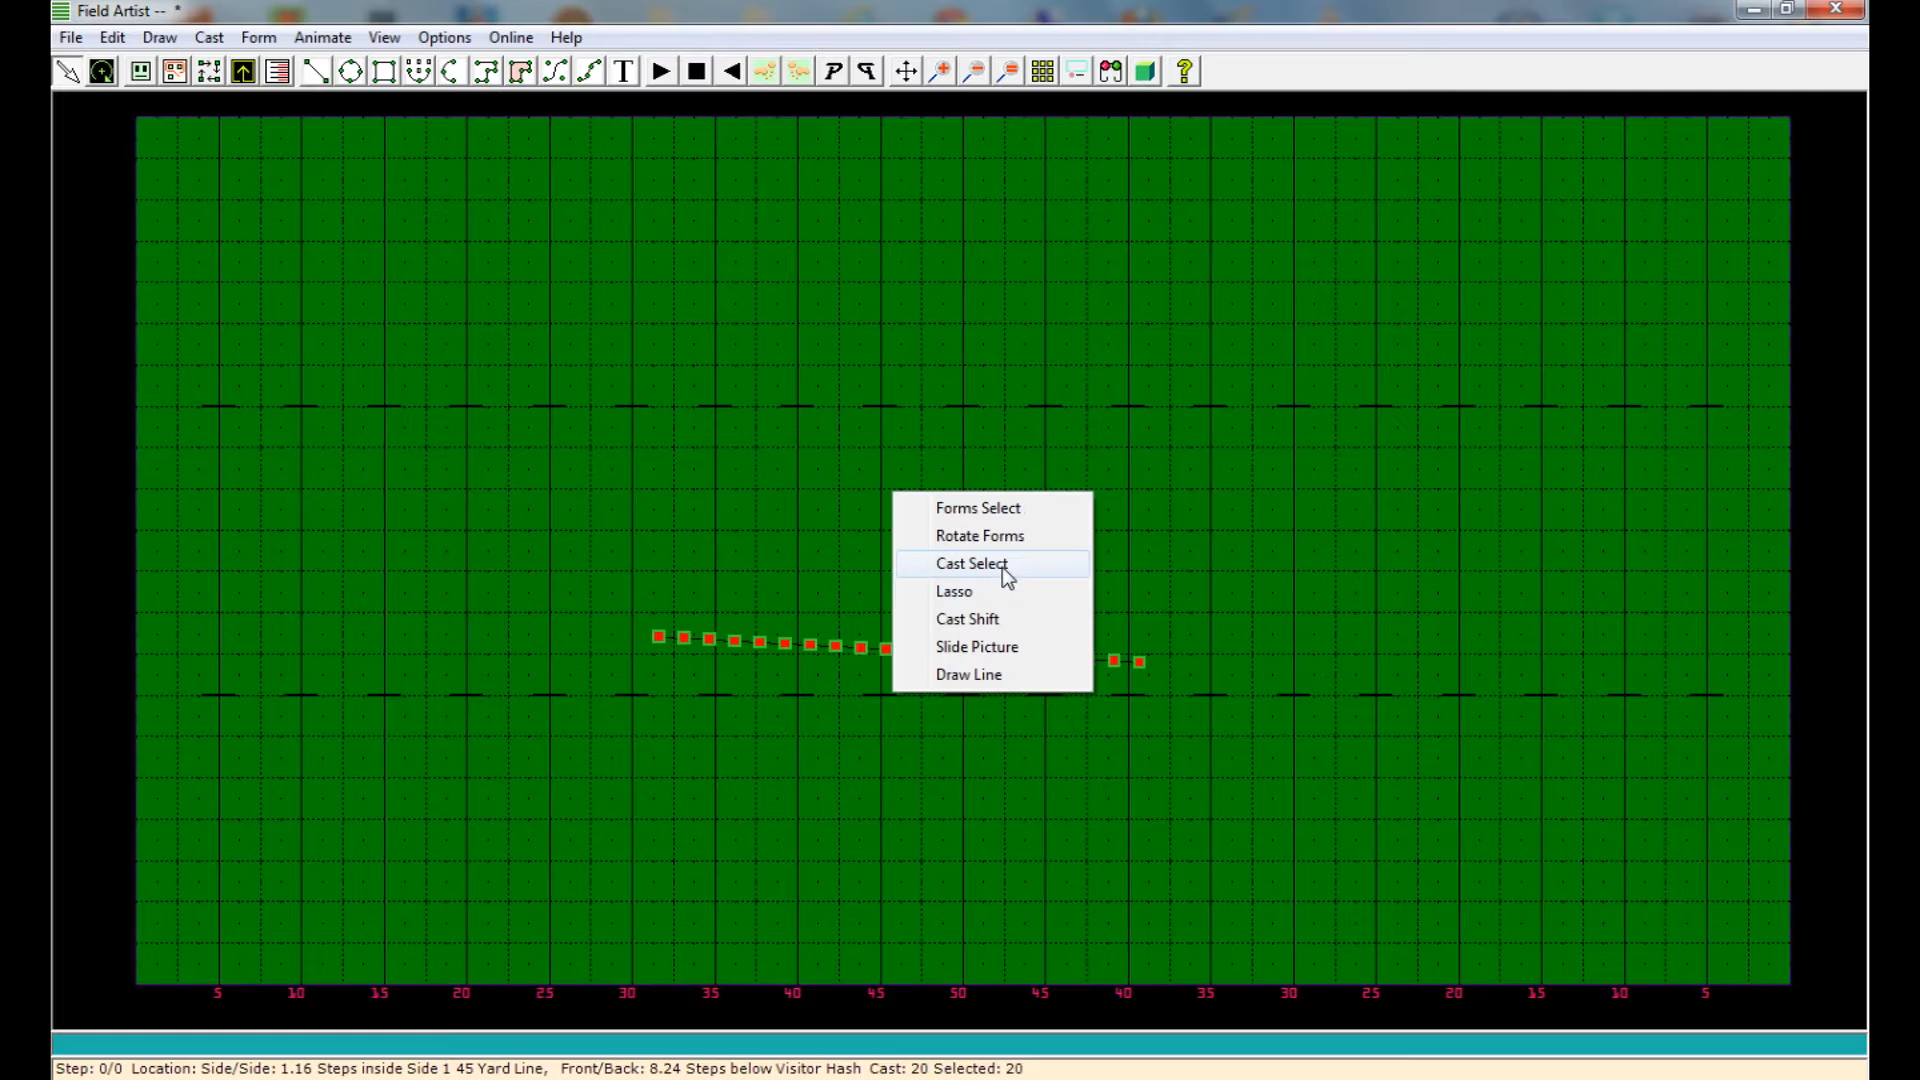 Field Artist -- *
File Edit Draw Cast Form Animate View Options Online Help
T P
?
Forms Select
Rotate Forms
Cast Select
Lasso
Cast Shift
Slide Picture
Draw Line
5 10 15 20 25 30 35 40 45 50 45 40 35 30 25 20 15 10 5
Step: 0/0 Location: Side/Side: 1.16 Steps inside Side 1 45 Yard Line, Front/Back: 8.24 Steps below Visitor Hash Cast: 20 Selected: 20